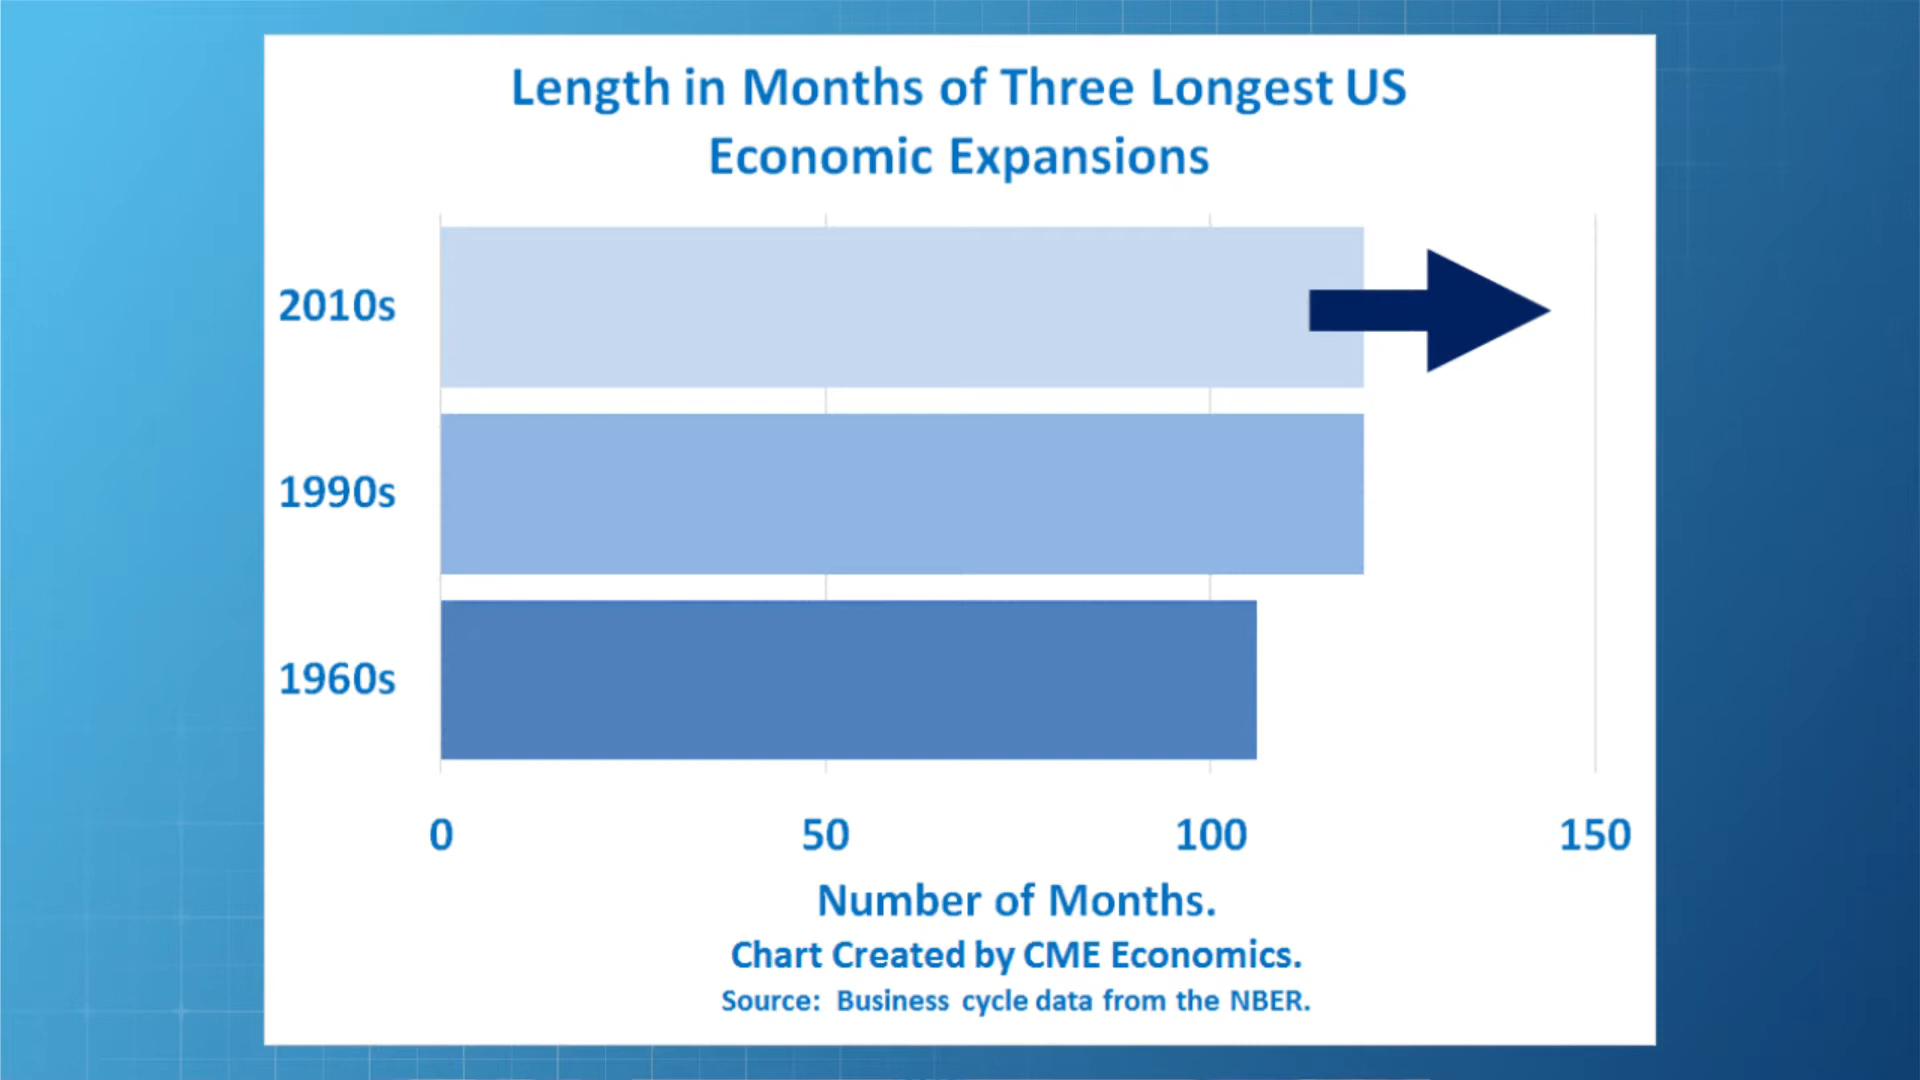 Length in Months of Three Longest US
Economic Expansions
2010s
1990s
1960s
0 50 100 150
Number of Months.
Chart Created by CME Economics.
Source: Business cycle data from the NBER.